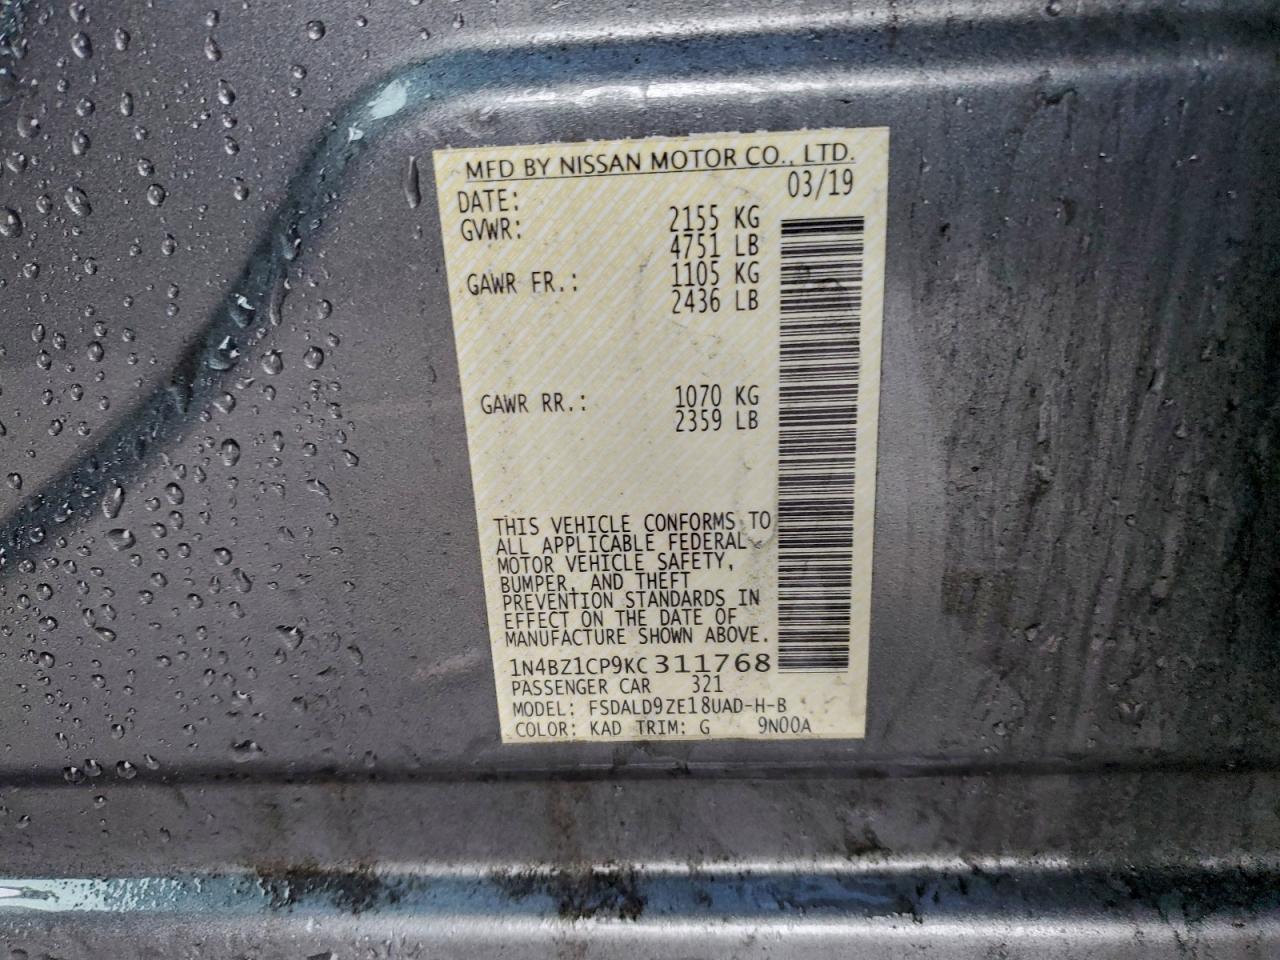 MFD BY NISSAN MOTOR CO., LTD.
DATE: 03/19
GVWR: 2155 KG
4751 LB
GAWR FR.: 1105 KG
2436 LB
GAWR RR.: 1070 KG
2359 LB
THIS VEHICLE CONFORMS TO
ALL APPLICABLE FEDERAL
MOTOR VEHICLE SAFETY,
BUMPER, AND THEFT
PREVENTION STANDARDS IN
EFFECT ON THE DATE OF
MANUFACTURE SHOWN ABOVE.
1N4BZ1CP9KC311768
PASSENGER CAR 321
MODEL: FSDALD9ZE18UAD-H-B
COLOR: KAD TRIM: G 9N00A